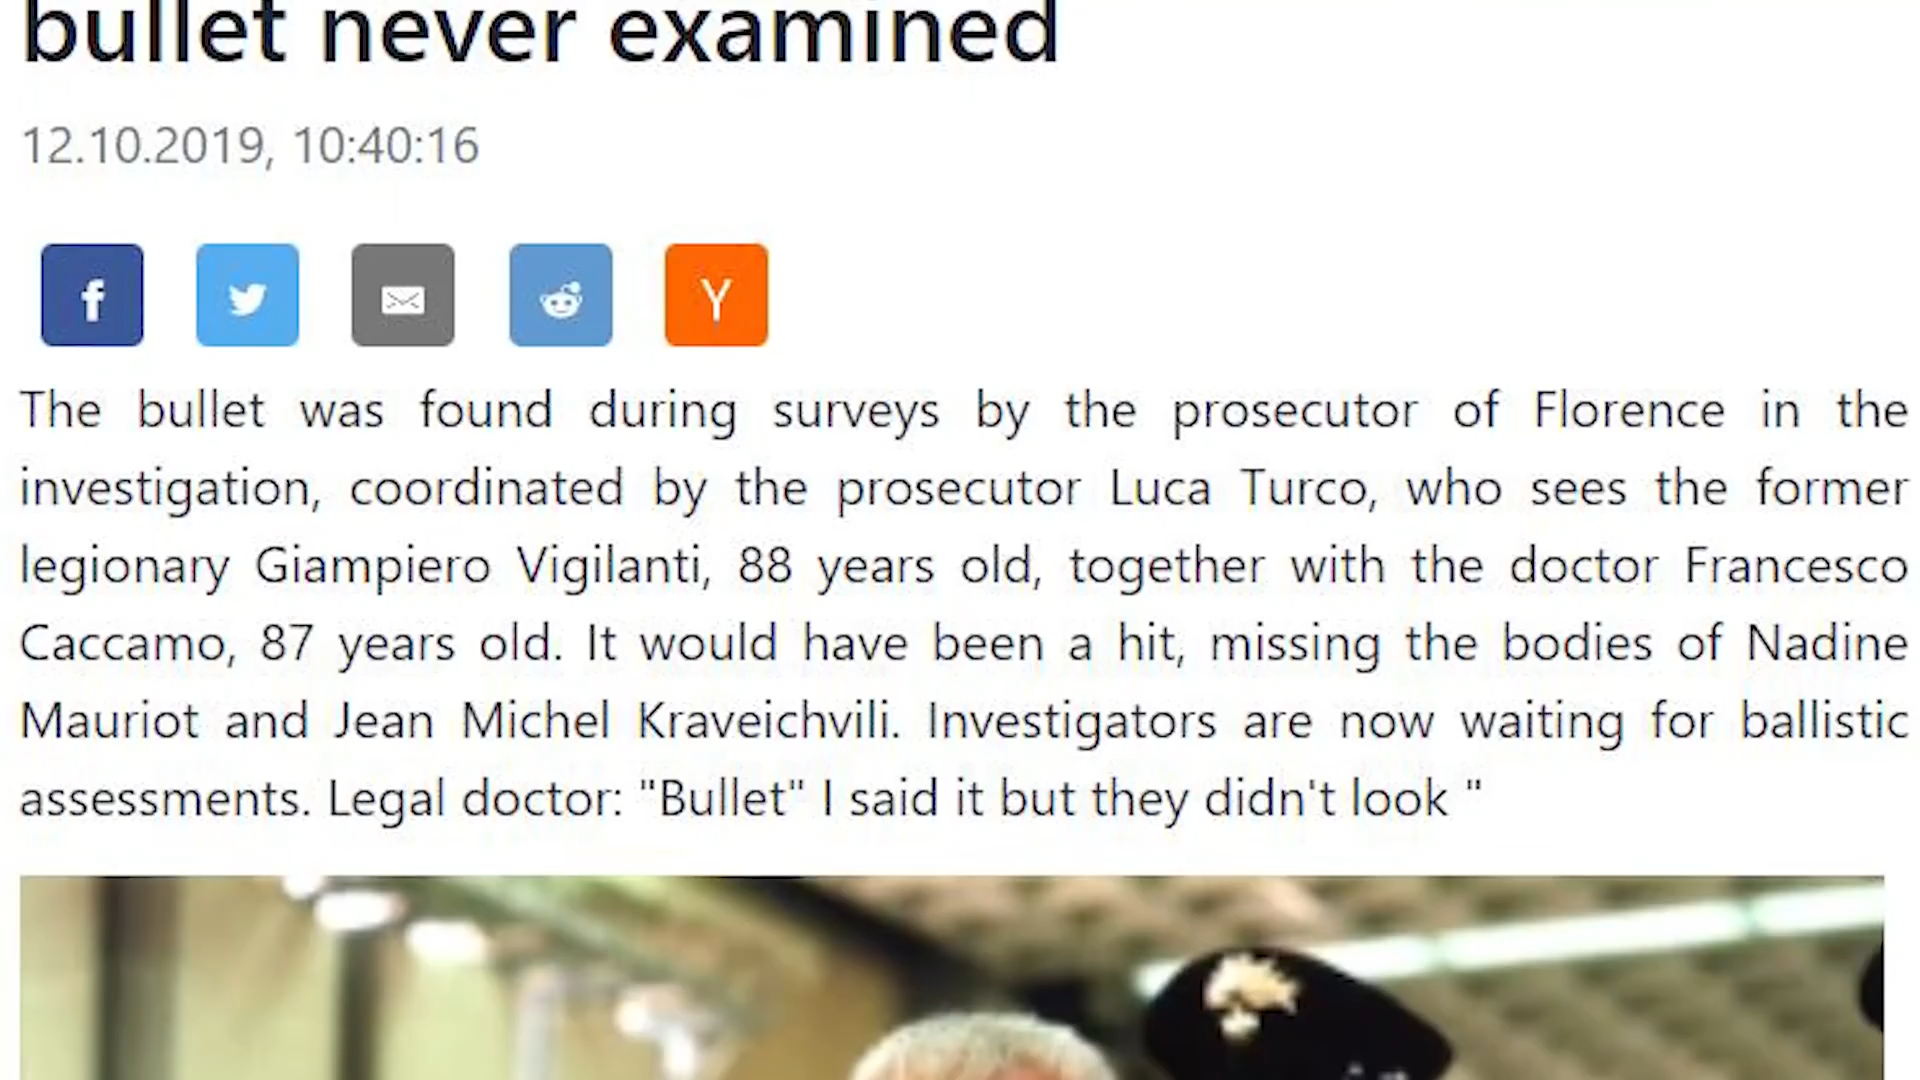 bullet never examined
12.10.2019, 10:40:16
f
Y
The bullet was found during surveys by the prosecutor of Florence in the
investigation, coordinated by the prosecutor Luca Turco, who sees the former
legionary Giampiero Vigilanti, 88 years old, together with the doctor Francesco
Caccamo, 87 years old. It would have been a hit, missing the bodies of Nadine
Mauriot and Jean Michel Kraveichvili. Investigators are now waiting for ballistic
assessments. Legal doctor: "Bullet" I said it but they didn't look "